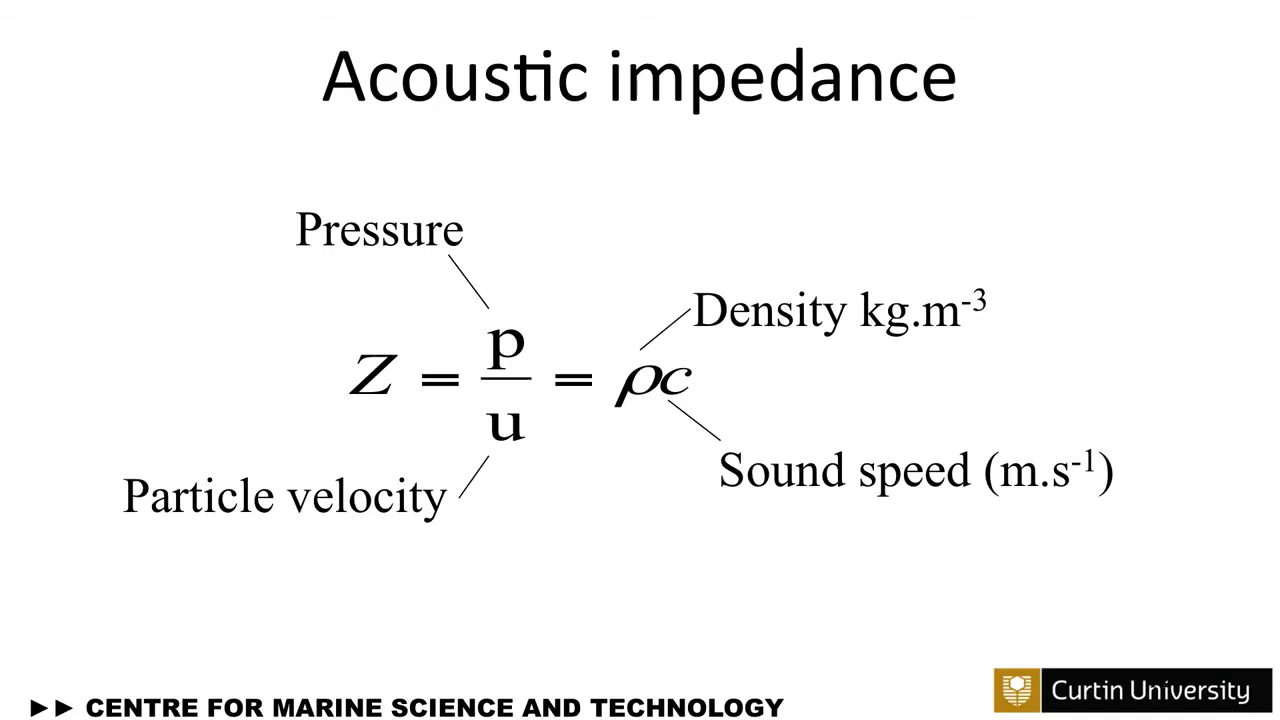 Acoustic impedance
Pressure
Density kg.m⁻³
Z = p/u = ρc
Particle velocity
Sound speed (m.s⁻¹)
►► CENTRE FOR MARINE SCIENCE AND TECHNOLOGY
Curtin University